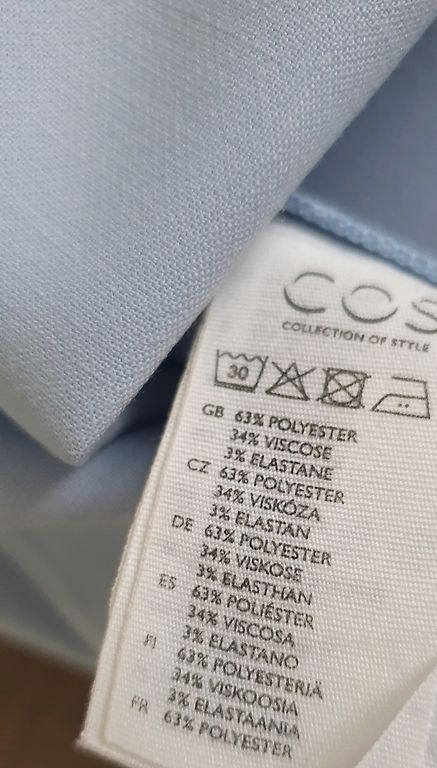 COS
COLLECTION OF STYLE
30
GB 63% POLYESTER
34% VISCOSE
3% ELASTANE
CZ 63% POLYESTER
34% VISKÓZA
3% ELASTAN
DE 63% POLYESTER
34% VISKOSE
3% ELASTHAN
ES 63% POLIÉSTER
34% VISCOSA
3% ELASTANO
FI 63% POLYESTERIÄ
34% VISKOOSIA
3% ELASTAANIA
FR 63% POLYESTER